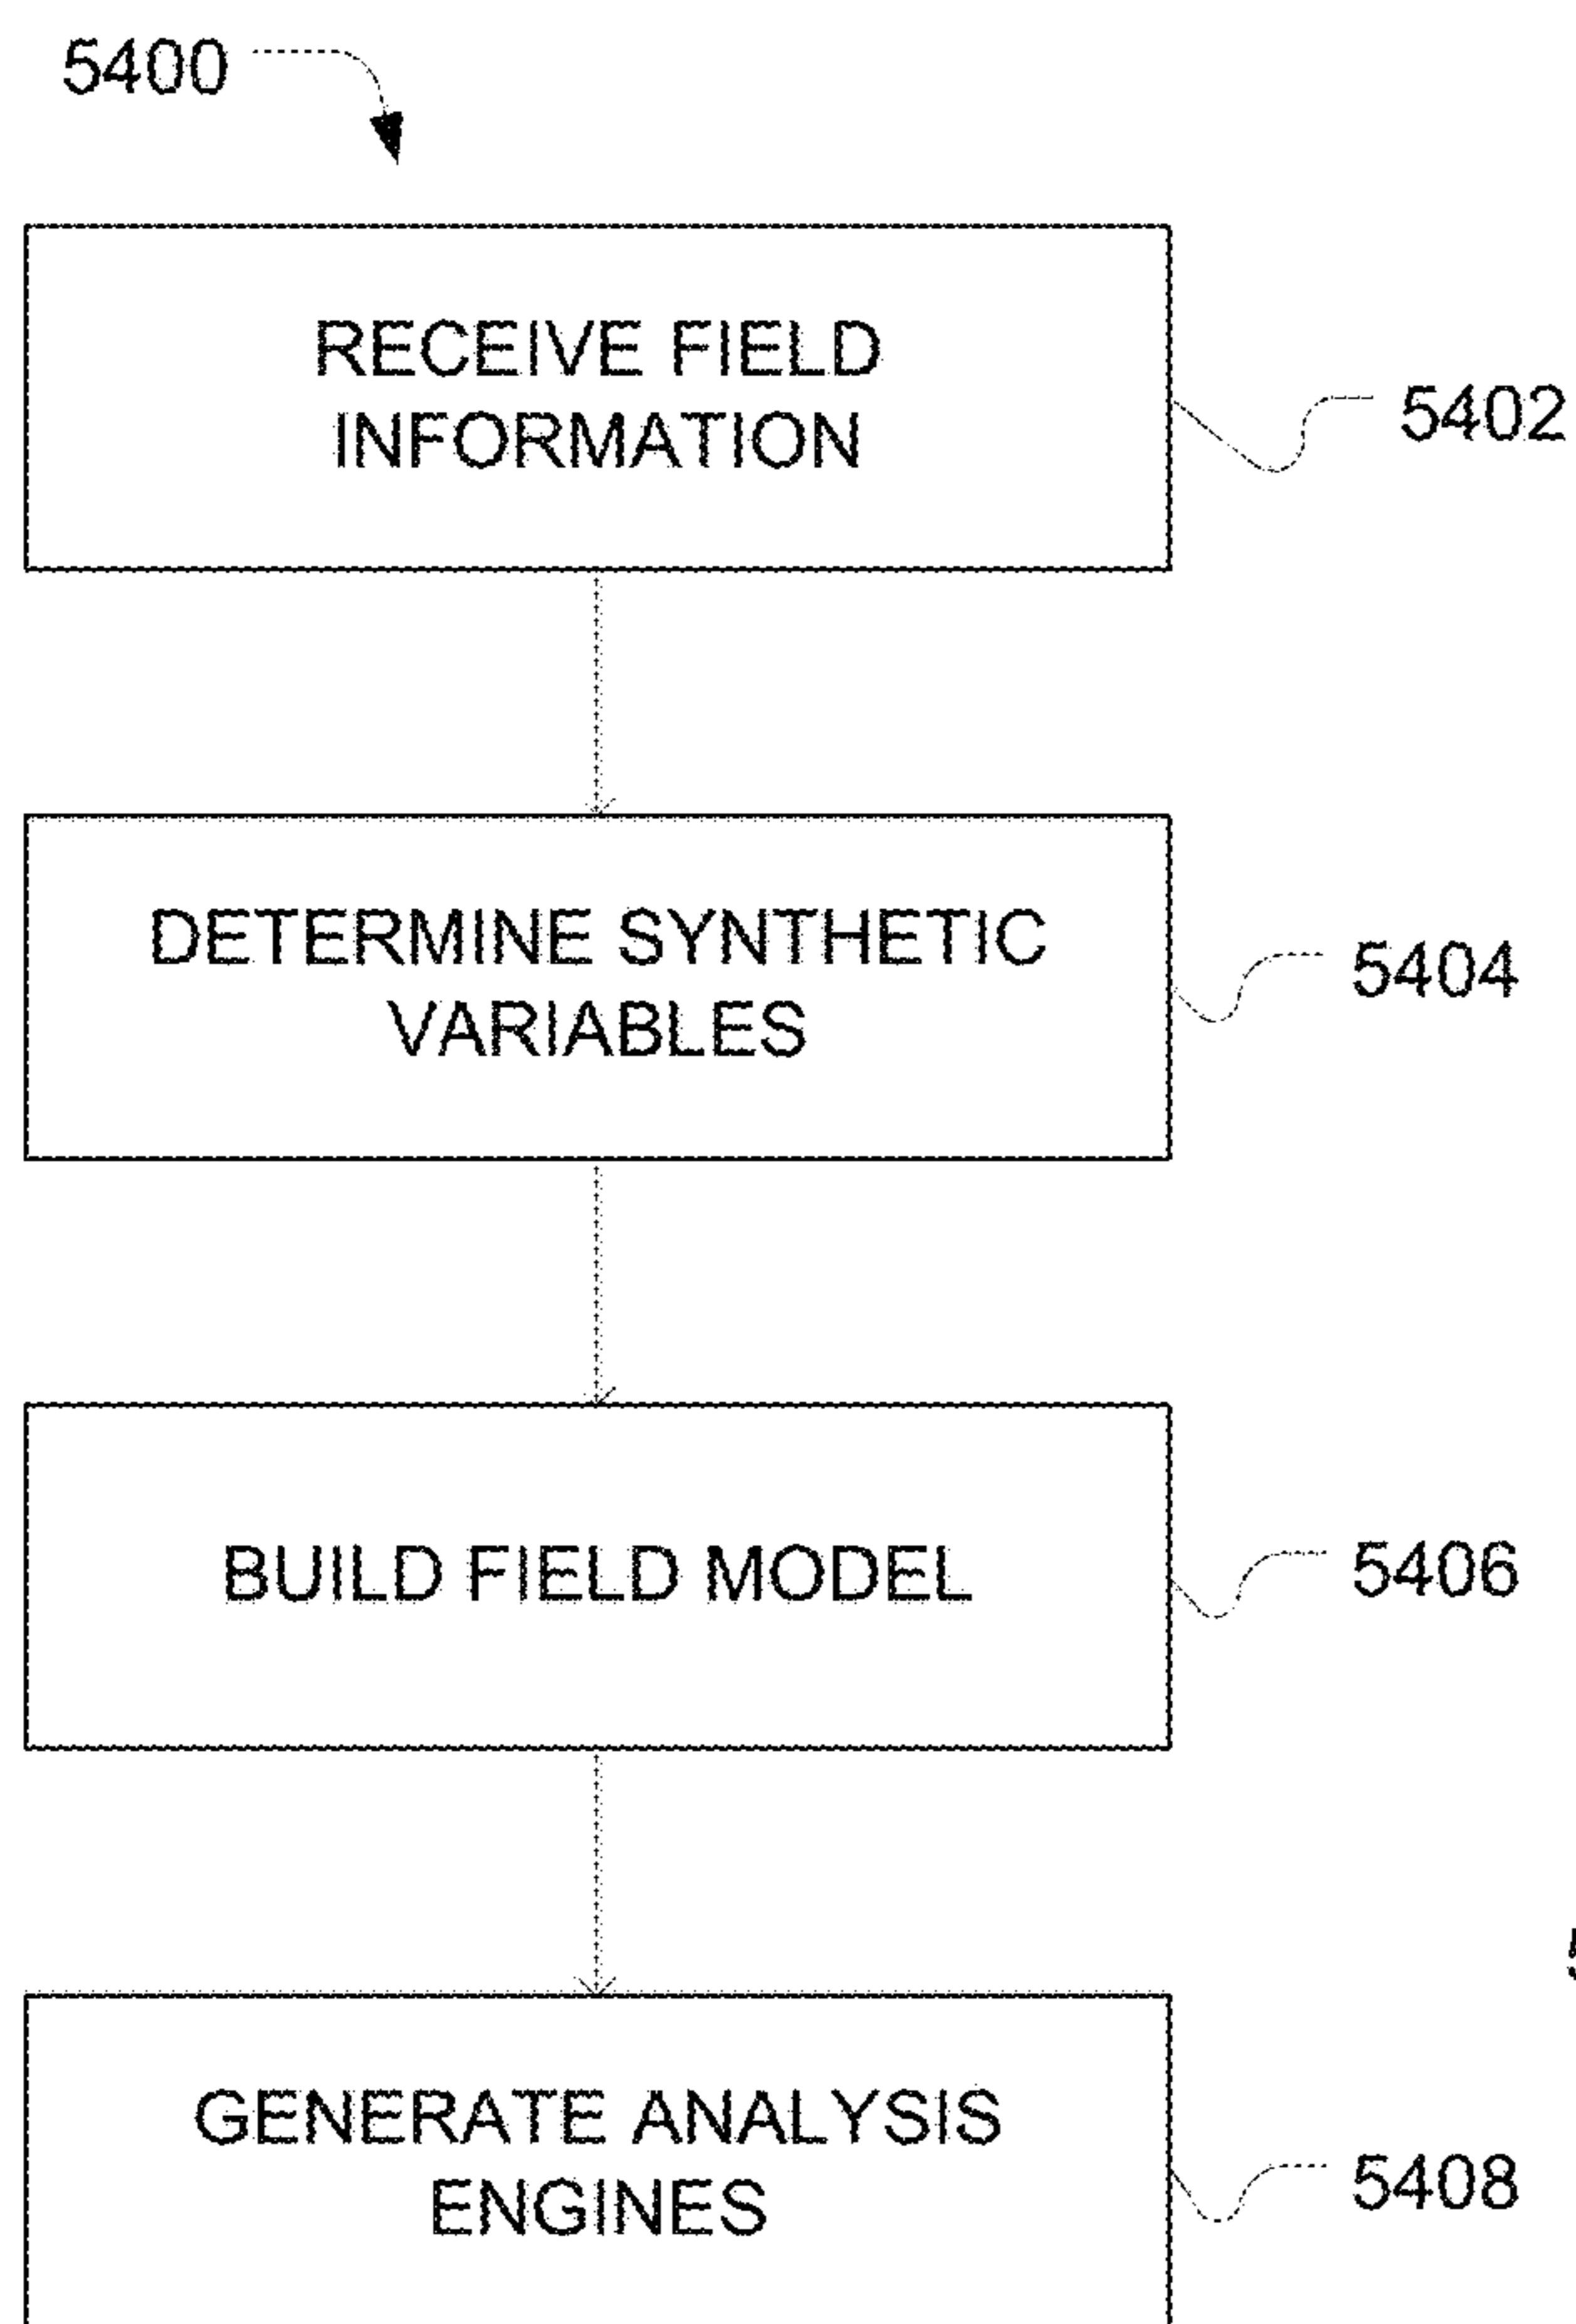 5400
RECEIVE FIELD
INFORMATION
5402
DETERMINE SYNTHETIC
VARIABLES
5404
BUILD FIELD MODEL
5406
GENERATE ANALYSIS
ENGINES
5408